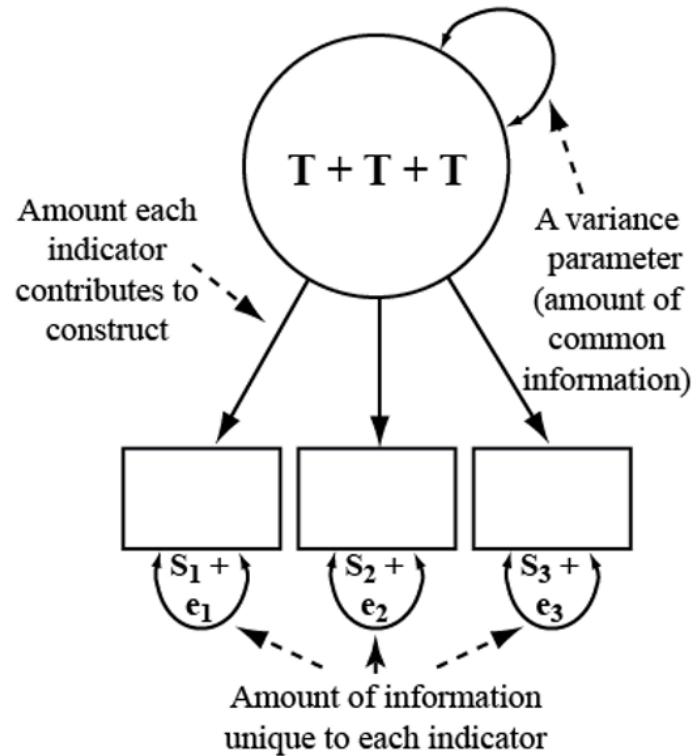 T + T + T
Amount each
indicator
contributes to
construct
A variance
parameter
(amount of
common
information)
S₁ +
e₁
S₂ +
e₂
S₃ +
e₃
Amount of information
unique to each indicator